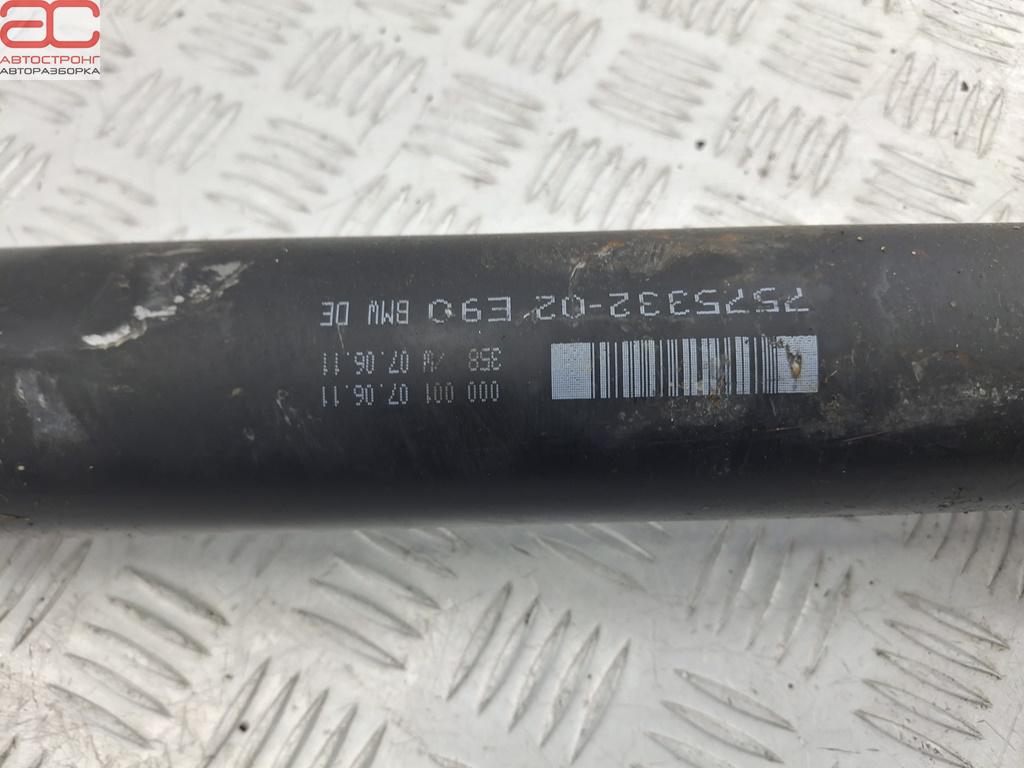 АС
АВТОСТРОНГ
АВТОРАЗБОРКА
000 001 07.06.11
358 07.06.11
7575332-02 E90 BMW DE